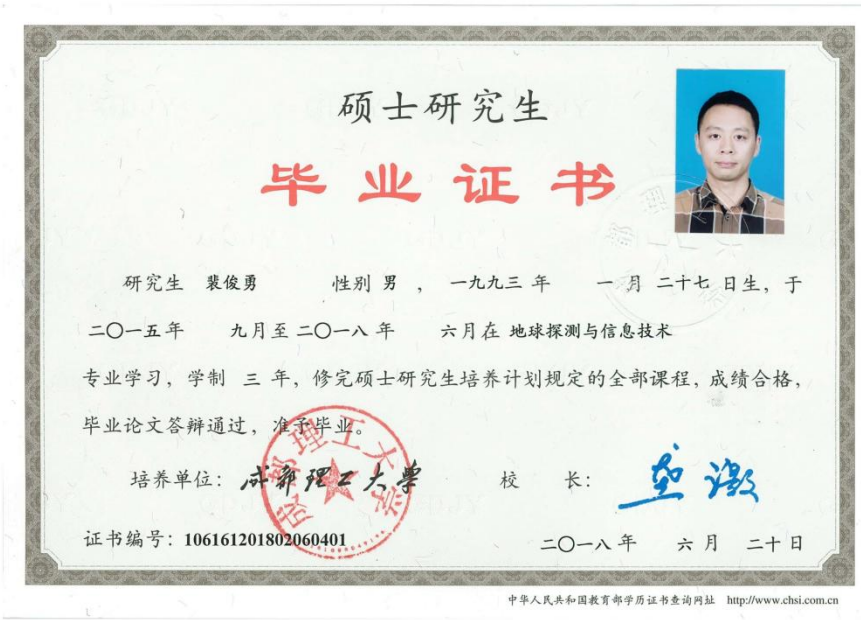 硕士研究生
毕业证书
研究生 裴俊勇 性别 男 ， 一九九三 年 一 月 二十七 日生，于
二〇一五年 九月至 二〇一八 年 六月在 地球探测与信息技术
专业学习，学制 三 年，修完硕士研究生培养计划规定的全部课程，成绩合格，
毕业论文答辩通过，准予毕业。
培养单位：成都理工大学 校 长：
成都理工大学
证书编号：106161201802060401 二〇一八 年 六 月 二十 日
中华人民共和国教育部学历证书查询网址 http://www.chsi.com.cn